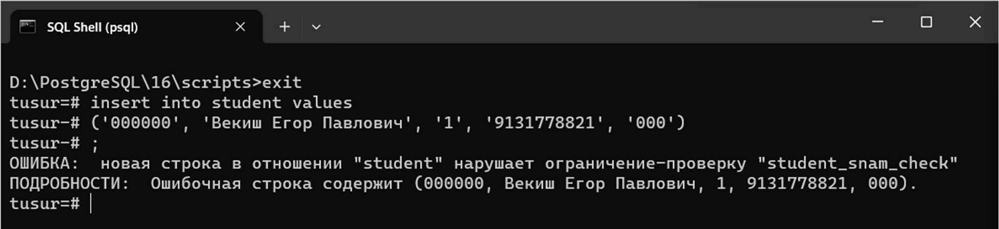 SQL Shell (psql)
D:\PostgreSQL\16\scripts>exit
tusur=# insert into student values
tusur-# ('000000', 'Векиш Егор Павлович', '1', '9131778821', '000')
tusur-# ;
ОШИБКА:  новая строка в отношении "student" нарушает ограничение-проверку "student_snam_check"
ПОДРОБНОСТИ:  Ошибочная строка содержит (000000, Векиш Егор Павлович, 1, 9131778821, 000).
tusur=#